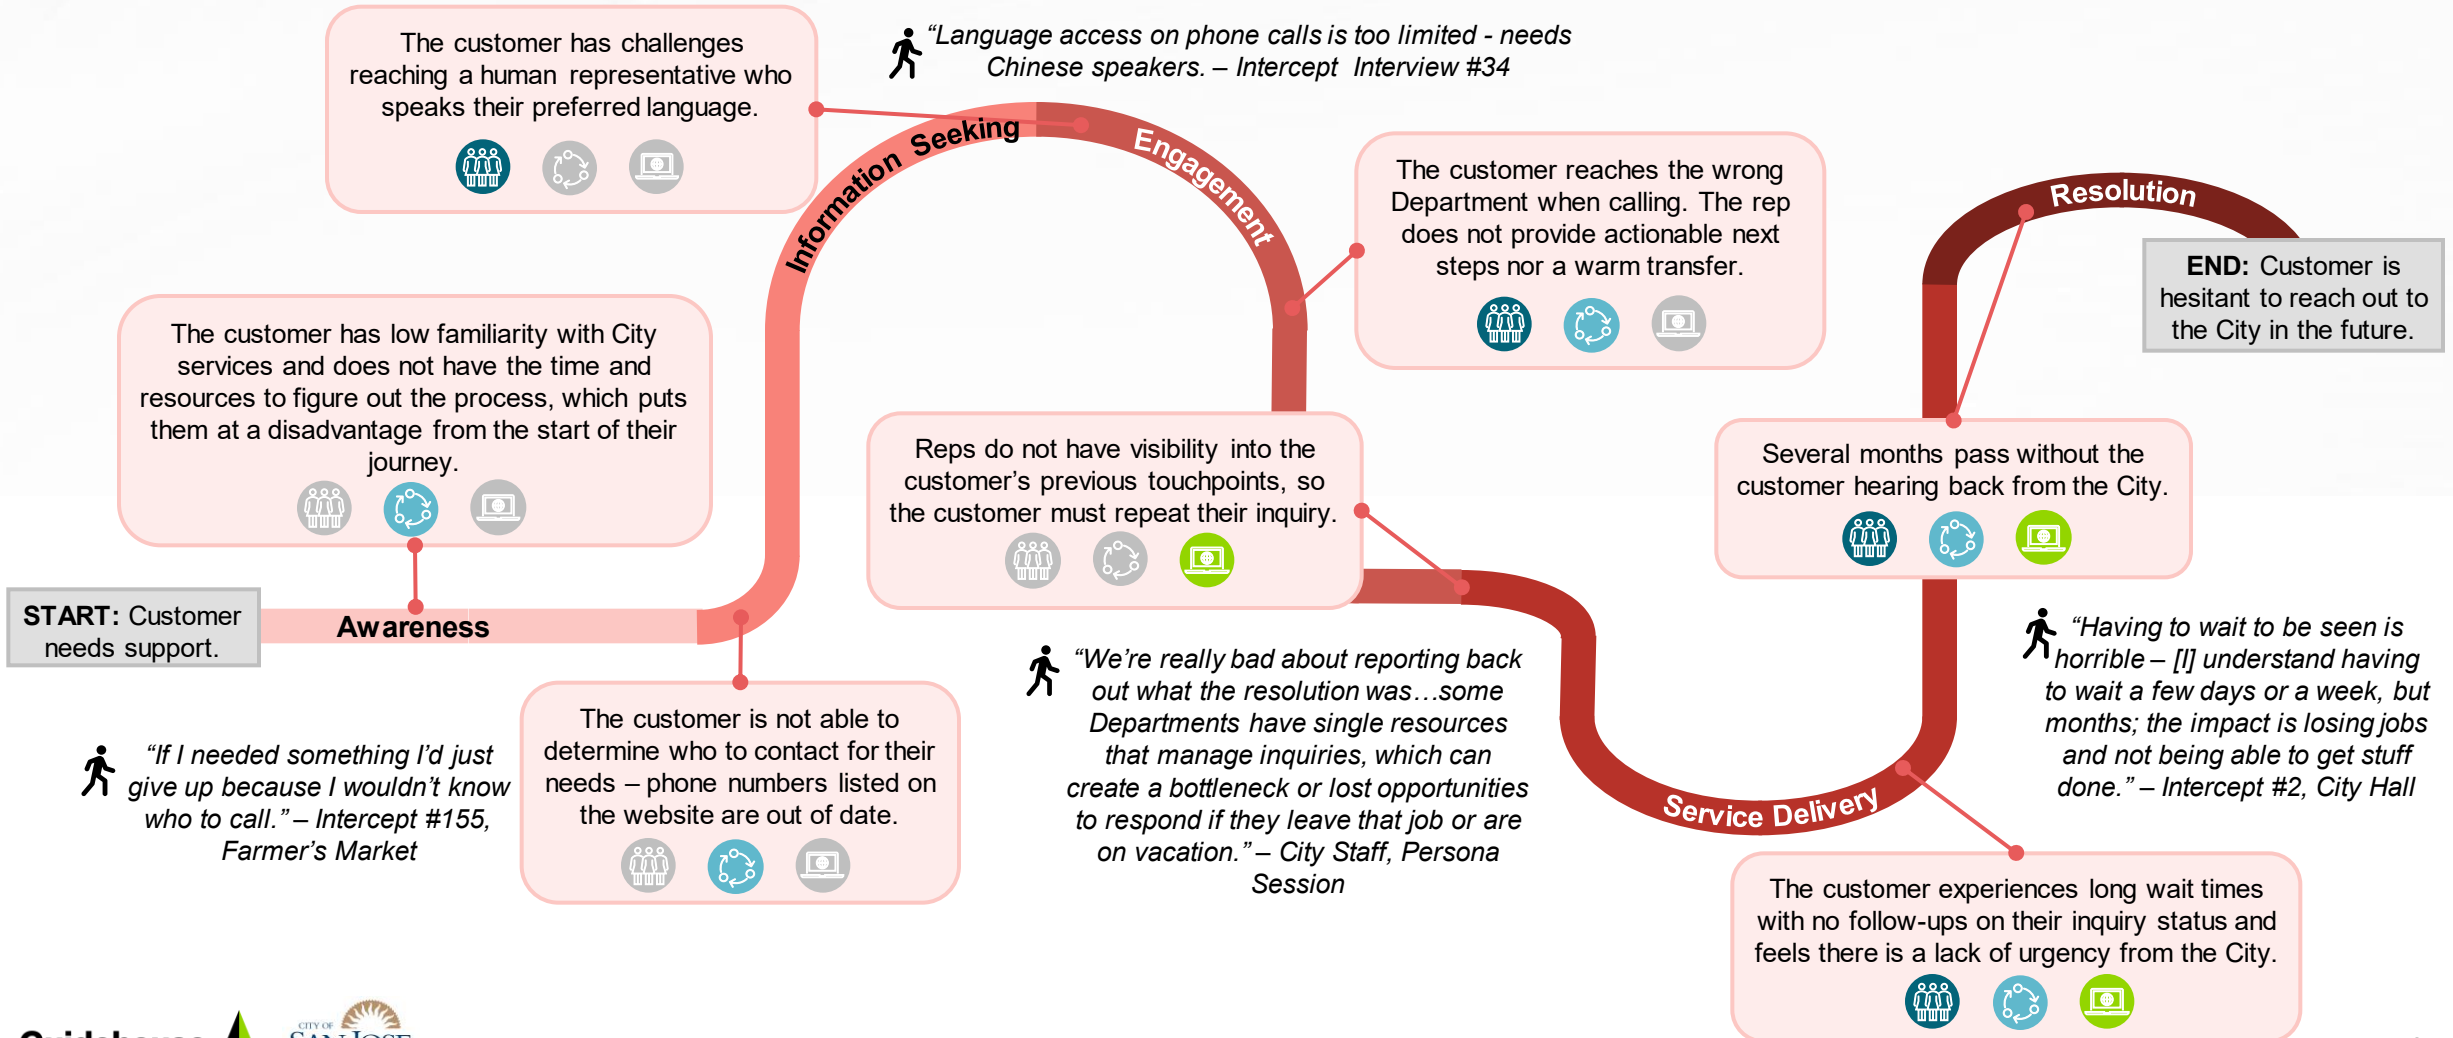 The customer has challenges
reaching a human representative who
speaks their preferred language.
“Language access on phone calls is too limited - needs
Chinese speakers. – Intercept Interview #34
Information Seeking
Engagement
The customer reaches the wrong
Department when calling. The rep
does not provide actionable next
steps nor a warm transfer.
Resolution
END: Customer is
hesitant to reach out to
the City in the future.
The customer has low familiarity with City
services and does not have the time and
resources to figure out the process, which puts
them at a disadvantage from the start of their
journey.
Reps do not have visibility into the
customer’s previous touchpoints, so
the customer must repeat their inquiry.
Several months pass without the
customer hearing back from the City.
START: Customer
needs support.
Awareness
“If I needed something I’d just
give up because I wouldn’t know
who to call.” – Intercept #155,
Farmer’s Market
The customer is not able to
determine who to contact for their
needs – phone numbers listed on
the website are out of date.
“We’re really bad about reporting back
out what the resolution was…some
Departments have single resources
that manage inquiries, which can
create a bottleneck or lost opportunities
to respond if they leave that job or are
on vacation.” – City Staff, Persona
Session
Service Delivery
“Having to wait to be seen is
horrible – [I] understand having
to wait a few days or a week, but
months; the impact is losing jobs
and not being able to get stuff
done.” – Intercept #2, City Hall
The customer experiences long wait times
with no follow-ups on their inquiry status and
feels there is a lack of urgency from the City.
Guidehouse
CITY OF
SAN JOSE